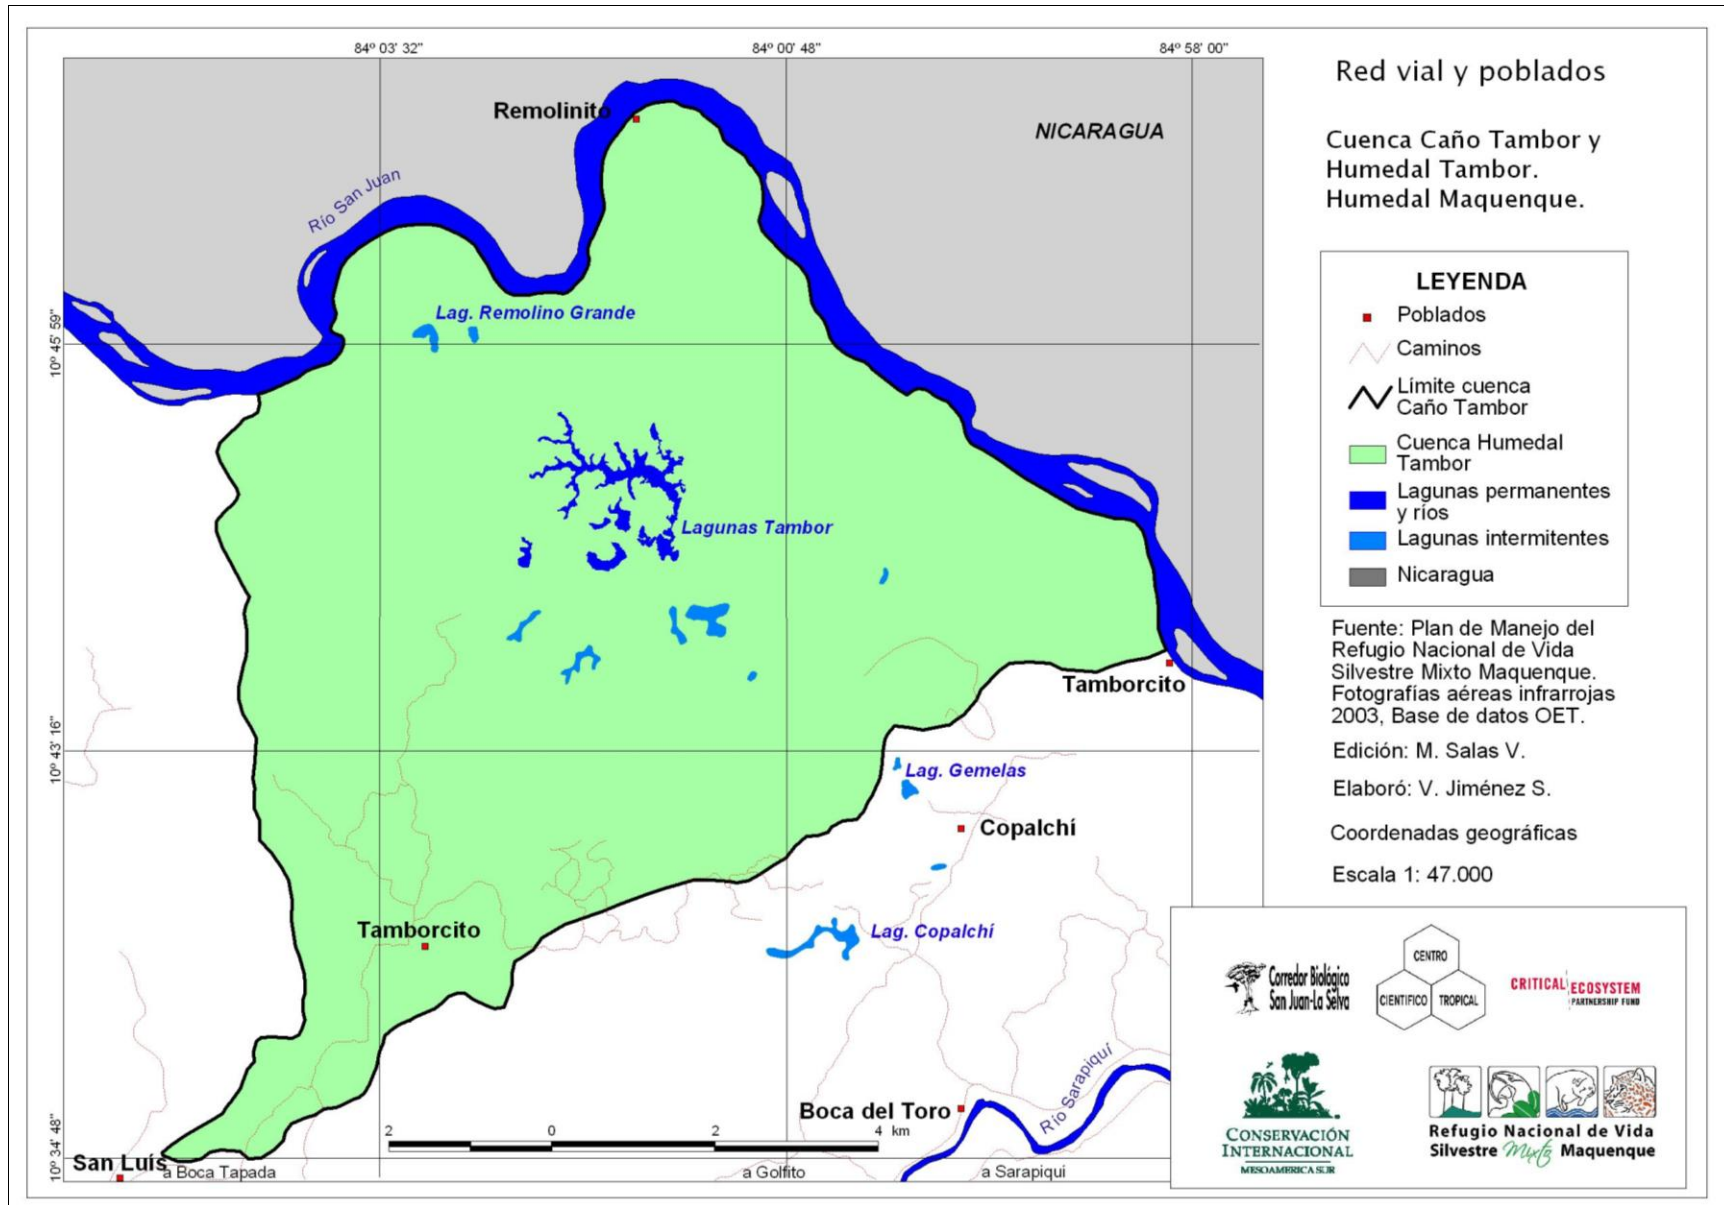 84º 03' 32"
84º 00' 48"
84º 58' 00"
Red vial y poblados
Cuenca Caño Tambor y
Humedal Tambor.
Humedal Maquenque.
Remolinito
NICARAGUA
Río San Juan
Lag. Remolino Grande
10º 45' 59"
Lagunas Tambor
Tamborcito
10º 43' 16"
Lag. Gemelas
Copalchí
Lag. Copalchí
Tamborcito
Boca del Toro
Río Sarapiquí
10º 34' 48"
San Luís
2 0 2 4 km
a Boca Tapada
a Golfito
a Sarapiqui
LEYENDA
Poblados
Caminos
Límite cuenca
Caño Tambor
Cuenca Humedal
Tambor
Lagunas permanentes
y ríos
Lagunas intermitentes
Nicaragua
Fuente: Plan de Manejo del
Refugio Nacional de Vida
Silvestre Mixto Maquenque.
Fotografías aéreas infrarrojas
2003, Base de datos OET.
Edición: M. Salas V.
Elaboró: V. Jiménez S.
Coordenadas geográficas
Escala 1: 47.000
Corredor Biológico
San Juan-La Selva
CENTRO
CIENTIFICO TROPICAL
CRITICAL ECOSYSTEM
PARTNERSHIP FUND
CONSERVACIÓN
INTERNACIONAL
MESOAMERICA SUR
Refugio Nacional de Vida
Silvestre Mixto Maquenque